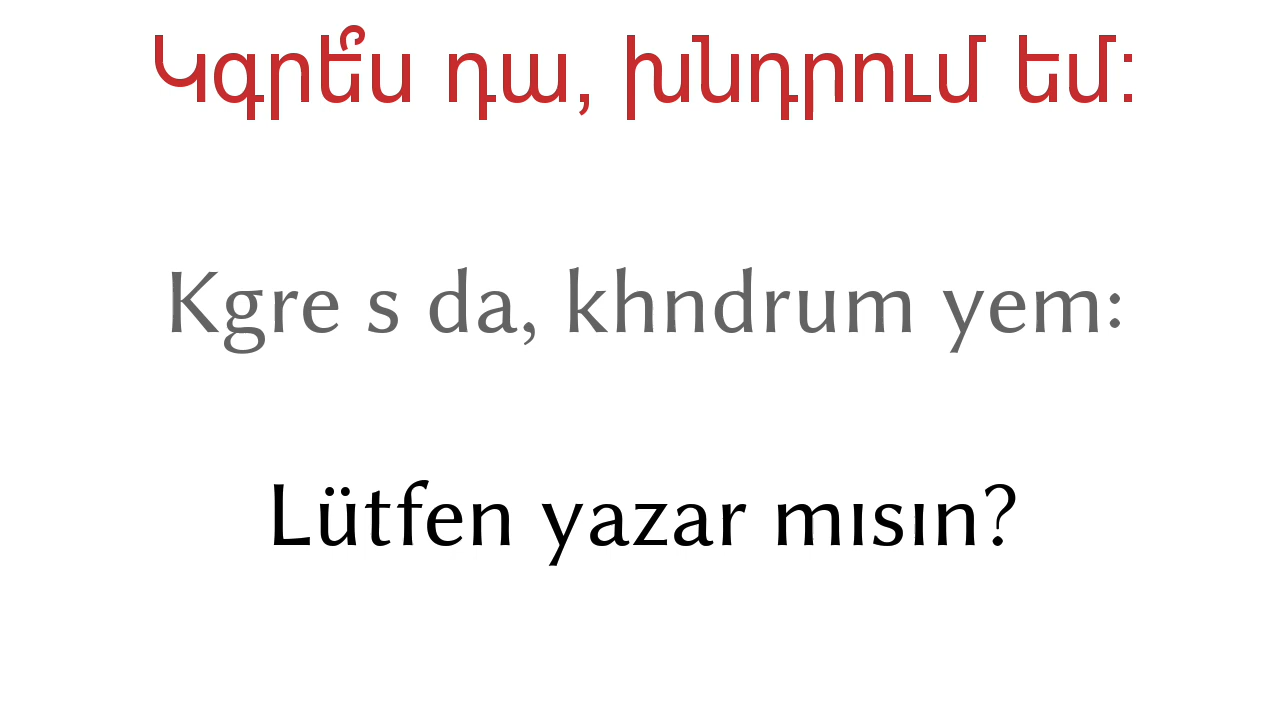 Կգրե՞ս դա, խնդրում եմ։
Kgre s da, khndrum yem:
Lütfen yazar mısın?